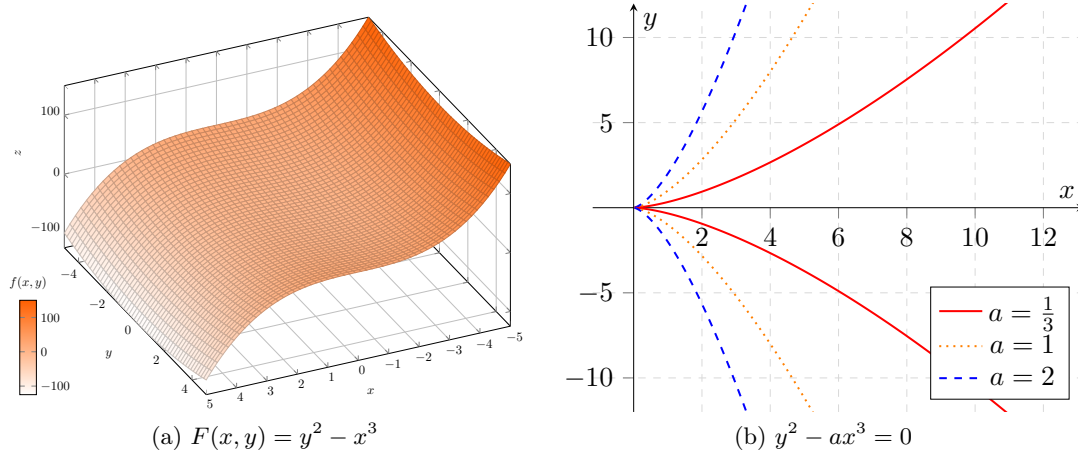 100
0
−100
z
−4
−2
0
2
4
y
5 4 3 2 1 0 -1 -2 -3 -4 -5
x
f(x, y)
100
0
−100
(a) F(x, y) = y² − x³
y
x
10
5
−5
−10
2 4 6 8 10 12
a = 1/3
a = 1
a = 2
(b) y² − ax³ = 0